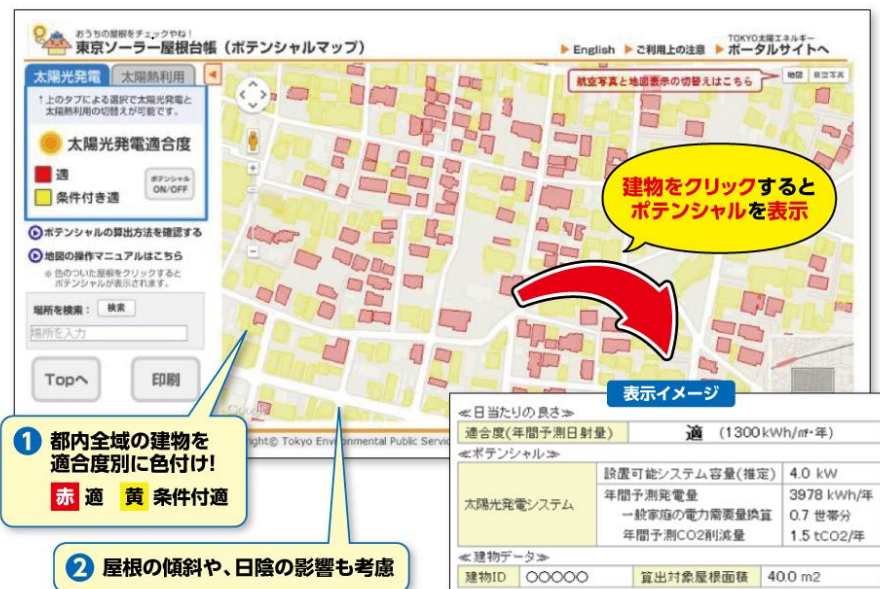 おうちの屋根をチェックやね!
東京ソーラー屋根台帳(ポテンシャルマップ)
▶English ▶ご利用上の注意 ▶TOKYO太陽エネルギー
ポータルサイトへ
太陽光発電 太陽熱利用
航空写真と地図表示の切替えはこちら
地図 航空写真
↑上のタブによる選択で太陽光発電と
太陽熱利用の切替えが可能です。
太陽光発電適合度
適
条件付き適
ポテンシャル
ON/OFF
ポテンシャルの算出方法を確認する
地図の操作マニュアルはこちら
※ 色のついた屋根をクリックすると
ポテンシャルが表示されます。
場所を検索: 検索
場所を入力
Topへ 印刷
建物をクリックすると
ポテンシャルを表示
Google
ght© Tokyo Environmental Public Servic
1 都内全域の建物を
適合度別に色付け!
赤 適 黄 条件付適
2 屋根の傾斜や、日陰の影響も考慮
表示イメージ
≪日当たりの良さ≫
適合度(年間予測日射量) 適 (1300kWh/㎡・年)
≪ポテンシャル≫
太陽光発電システム
設置可能システム容量(推定) 4.0 kW
年間予測発電量 3978 kWh/年
一般家庭の電力需要量換算 0.7 世帯分
年間予測CO2削減量 1.5 tCO2/年
≪建物データ≫
建物ID ○○○○○ 算出対象屋根面積 40.0 m2